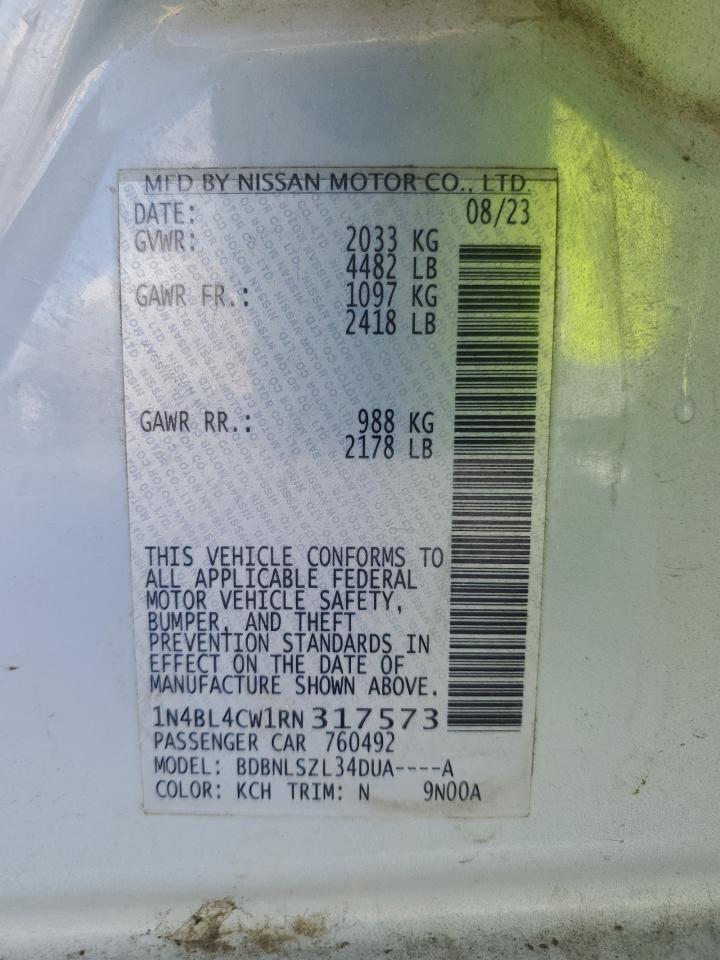 MFD BY NISSAN MOTOR CO., LTD.
DATE: 08/23
GVWR: 2033 KG
4482 LB
GAWR FR.: 1097 KG
2418 LB
GAWR RR.: 988 KG
2178 LB
THIS VEHICLE CONFORMS TO
ALL APPLICABLE FEDERAL
MOTOR VEHICLE SAFETY,
BUMPER, AND THEFT
PREVENTION STANDARDS IN
EFFECT ON THE DATE OF
MANUFACTURE SHOWN ABOVE.
1N4BL4CW1RN317573
PASSENGER CAR 760492
MODEL: BDBNLSZL34DUA----A
COLOR: KCH TRIM: N 9N00A